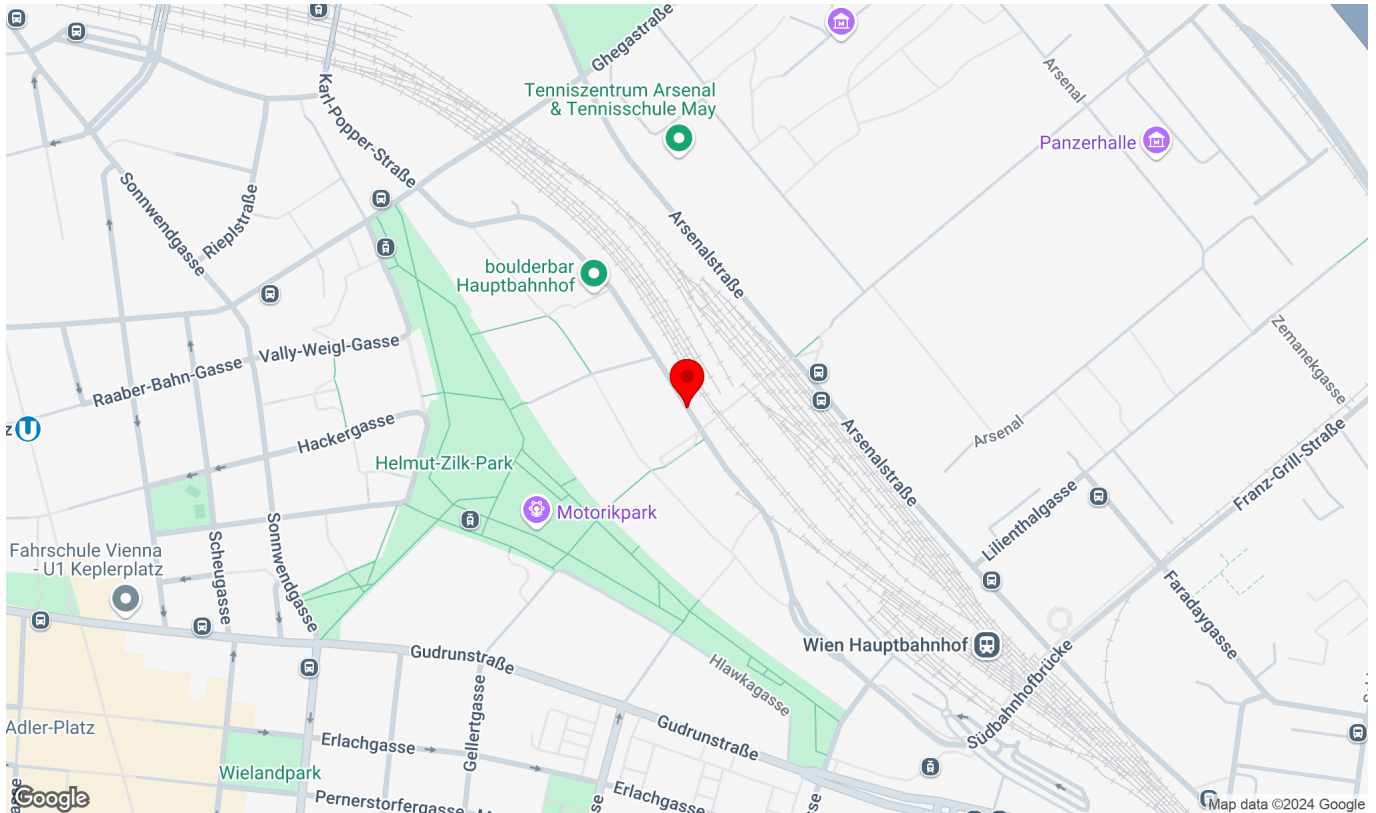 Ghegastraße
Karl-Popper-Straße
Tenniszentrum Arsenal
& Tennisschule May
Arsenal
Panzerhalle
Sonnwendgasse
Rieplstraße
Arsenalstraße
boulderbar
Hauptbahnhof
Vally-Weigl-Gasse
Raaber-Bahn-Gasse
Zemanekgasse
Hackergasse
Arsenal
Arsenalstraße
Franz-Grill-Straße
Helmut-Zilk-Park
Motorikpark
Lilienthalgasse
Fahrschule Vienna
- U1 Keplerplatz
Scheugasse
Sonnwendgasse
Faradaygasse
Gudrunstraße
Wien Hauptbahnhof
Hlawkagasse
Südbahnhofbrücke
Gellertgasse
Adler-Platz
Erlachgasse
Gudrunstraße
Wielandpark
Erlachgasse
Pernerstorfergasse
Google
Map data ©2024 Google